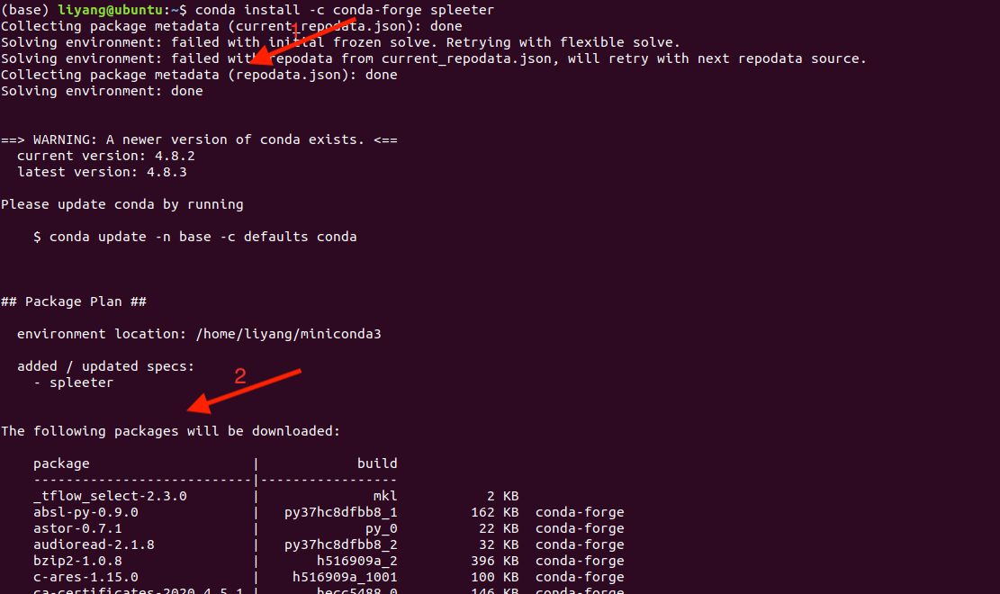 (base) liyang@ubuntu:~$ conda install -c conda-forge spleeter
Collecting package metadata (current_repodata.json): done
1
Solving environment: failed with initial frozen solve. Retrying with flexible solve.
Solving environment: failed with repodata from current_repodata.json, will retry with next repodata source.
Collecting package metadata (repodata.json): done
Solving environment: done
==> WARNING: A newer version of conda exists. <==
current version: 4.8.2
latest version: 4.8.3
Please update conda by running
$ conda update -n base -c defaults conda
## Package Plan ##
environment location: /home/liyang/miniconda3
added / updated specs:
2
- spleeter
The following packages will be downloaded:
package | build
---------------------------|-----------------
_tflow_select-2.3.0 | mkl 2 KB
absl-py-0.9.0 | py37hc8dfbb8_1 162 KB conda-forge
astor-0.7.1 | py_0 22 KB conda-forge
audioread-2.1.8 | py37hc8dfbb8_2 32 KB conda-forge
bzip2-1.0.8 | h516909a_2 396 KB conda-forge
c-ares-1.15.0 | h516909a_1001 100 KB conda-forge
ca-certificates-2020.4.5.1 | hecc5488_0 146 KB conda-forge